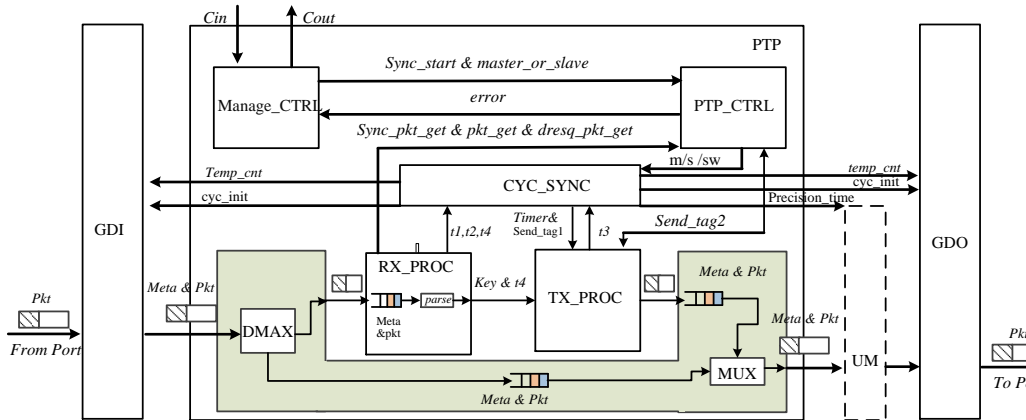 Cin
Cout
PTP
Sync_start & master_or_slave
Manage_CTRL
error
PTP_CTRL
Sync_pkt_get & pkt_get & dresq_pkt_get
m/s /sw
Temp_cnt
CYC_SYNC
temp_cnt
cyc_init
cyc_init
Precision_time
GDI
t1,t2,t4
Timer&
Send_tag1
t3
Send_tag2
GDO
RX_PROC
Meta & Pkt
Pkt
Meta & Pkt
Key & t4
TX_PROC
parse
Meta
&pkt
Meta & Pkt
Pkt
From Port
DMAX
UM
MUX
To P
Meta & Pkt